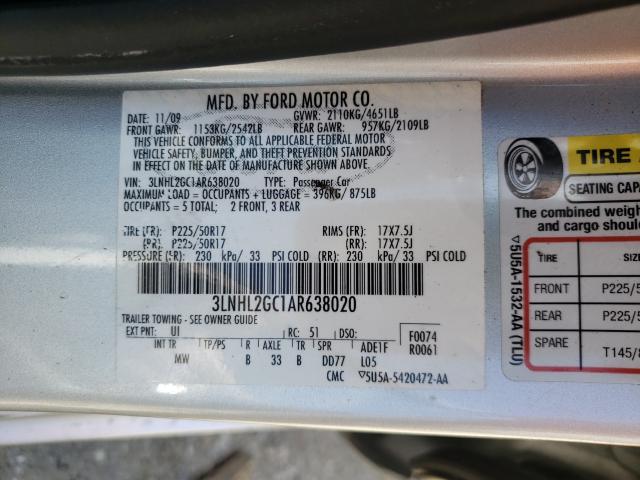 MFD. BY FORD MOTOR CO.
DATE: 11/09 GVWR: 2110KG/4651LB
FRONT GAWR: 1153KG/2542LB REAR GAWR: 957KG/2109LB
THIS VEHICLE CONFORMS TO ALL APPLICABLE FEDERAL MOTOR
VEHICLE SAFETY, BUMPER, AND THEFT PREVENTION STANDARDS
IN EFFECT ON THE DATE OF MANUFACTURE SHOWN ABOVE.
VIN: 3LNHL2GC1AR638020 TYPE: Passenger Car
MAXIMUM LOAD = OCCUPANTS + LUGGAGE = 396KG/875LB
OCCUPANTS = 5 TOTAL; 2 FRONT, 3 REAR
TIRE (FR): P225/50R17 RIMS (FR): 17X7.5J
(RR): P225/50R17 (RR): 17X7.5J
PRESSURE (FR): 230 kPa/ 33 PSI COLD (RR): 230 kPa/ 33 PSI COLD
3LNHL2GC1AR638020
TRAILER TOWING - SEE OWNER GUIDE
EXT PNT: UI RC: 51 DSO: F0074
INT TR TP/PS R AXLE TR SPR ADE1F R0061
MW B 33 B DD77 L05
CMC ▽5U5A-5420472-AA
TIRE
SEATING CAPACITY
The combined weight
and cargo should
▽5U5A-1532-AA (TLU)
TIRE
FRONT P225/5
REAR P225/5
SPARE T145/8